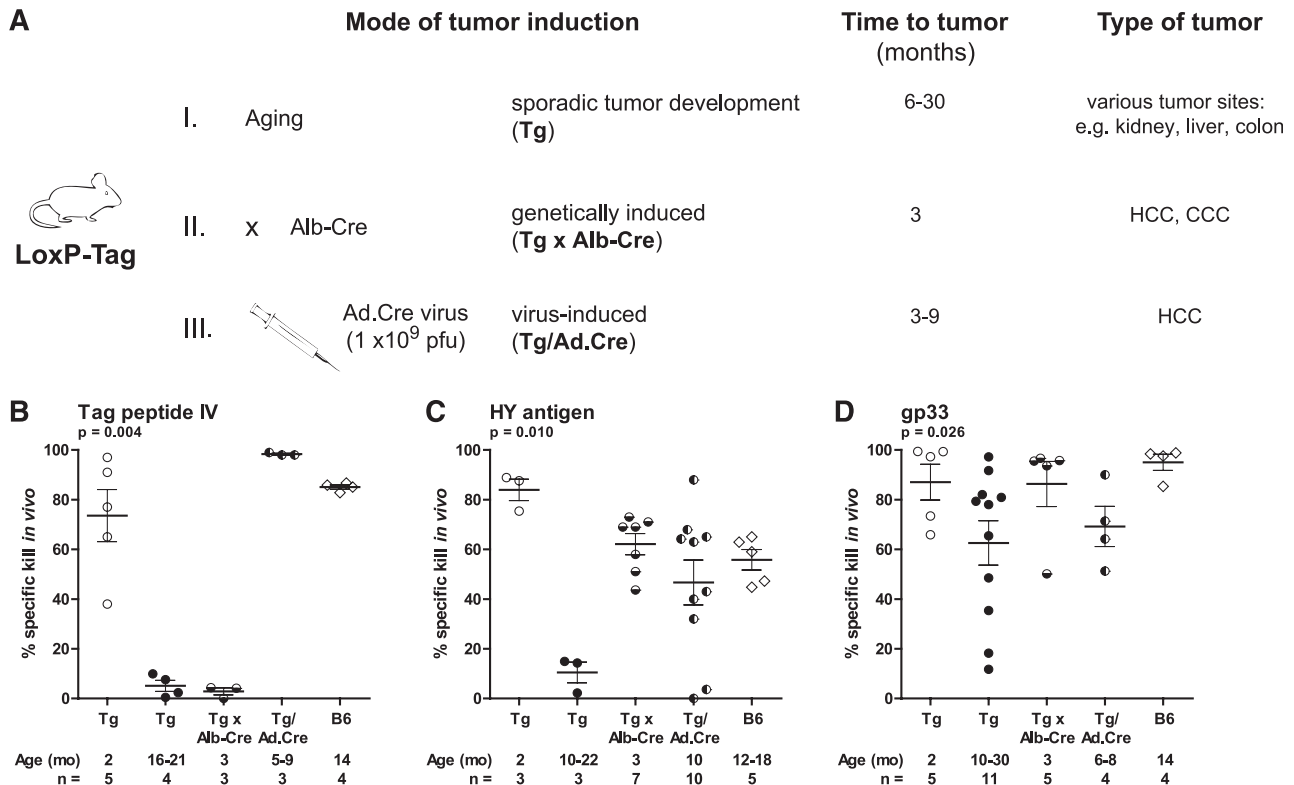 A
Mode of tumor induction
Time to tumor
(months)
Type of tumor
LoxP-Tag
I. Aging
sporadic tumor development
(Tg)
6-30
various tumor sites:
e.g. kidney, liver, colon
II. x Alb-Cre
genetically induced
(Tg x Alb-Cre)
3
HCC, CCC
III.
Ad.Cre virus
(1 x10⁹ pfu)
virus-induced
(Tg/Ad.Cre)
3-9
HCC
B
Tag peptide IV
p = 0.004
% specific kill in vivo
100
80
60
40
20
0
Tg Tg Tg x Tg/ B6
Alb-Cre Ad.Cre
Age (mo) 2 16-21 3 5-9 14
n = 5 4 3 3 4
C
HY antigen
p = 0.010
% specific kill in vivo
100
80
60
40
20
0
Tg Tg Tg x Tg/ B6
Alb-Cre Ad.Cre
Age (mo) 2 10-22 3 10 12-18
n = 3 3 7 10 5
D
gp33
p = 0.026
% specific kill in vivo
100
80
60
40
20
0
Tg Tg Tg x Tg/ B6
Alb-Cre Ad.Cre
Age (mo) 2 10-30 3 6-8 14
n = 5 11 5 4 4